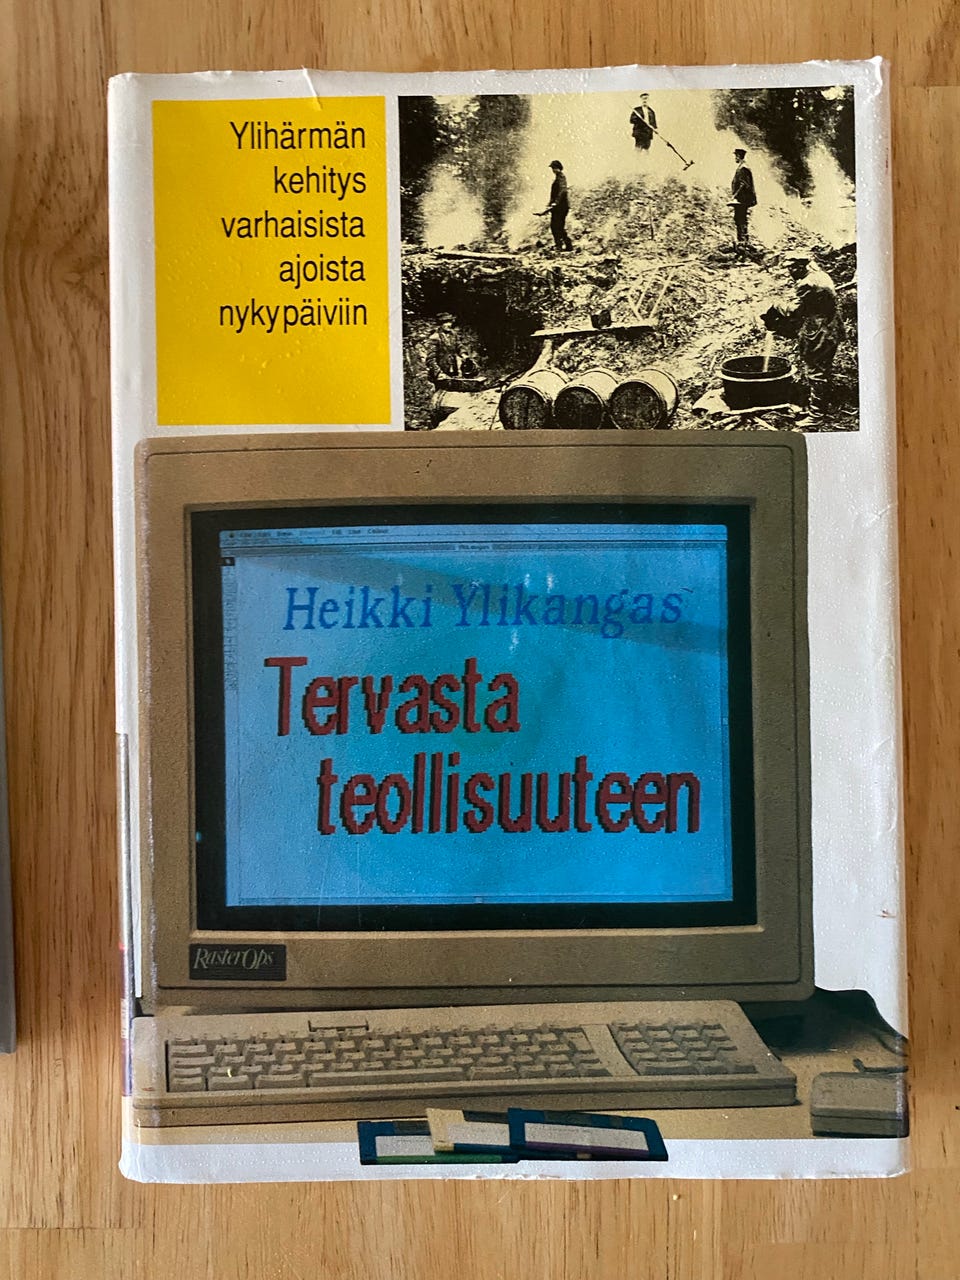 Ylihärmän
kehitys
varhaisista
ajoista
nykypäiviin
Heikki Ylikangas
Tervasta
teollisuuteen
RasterOps